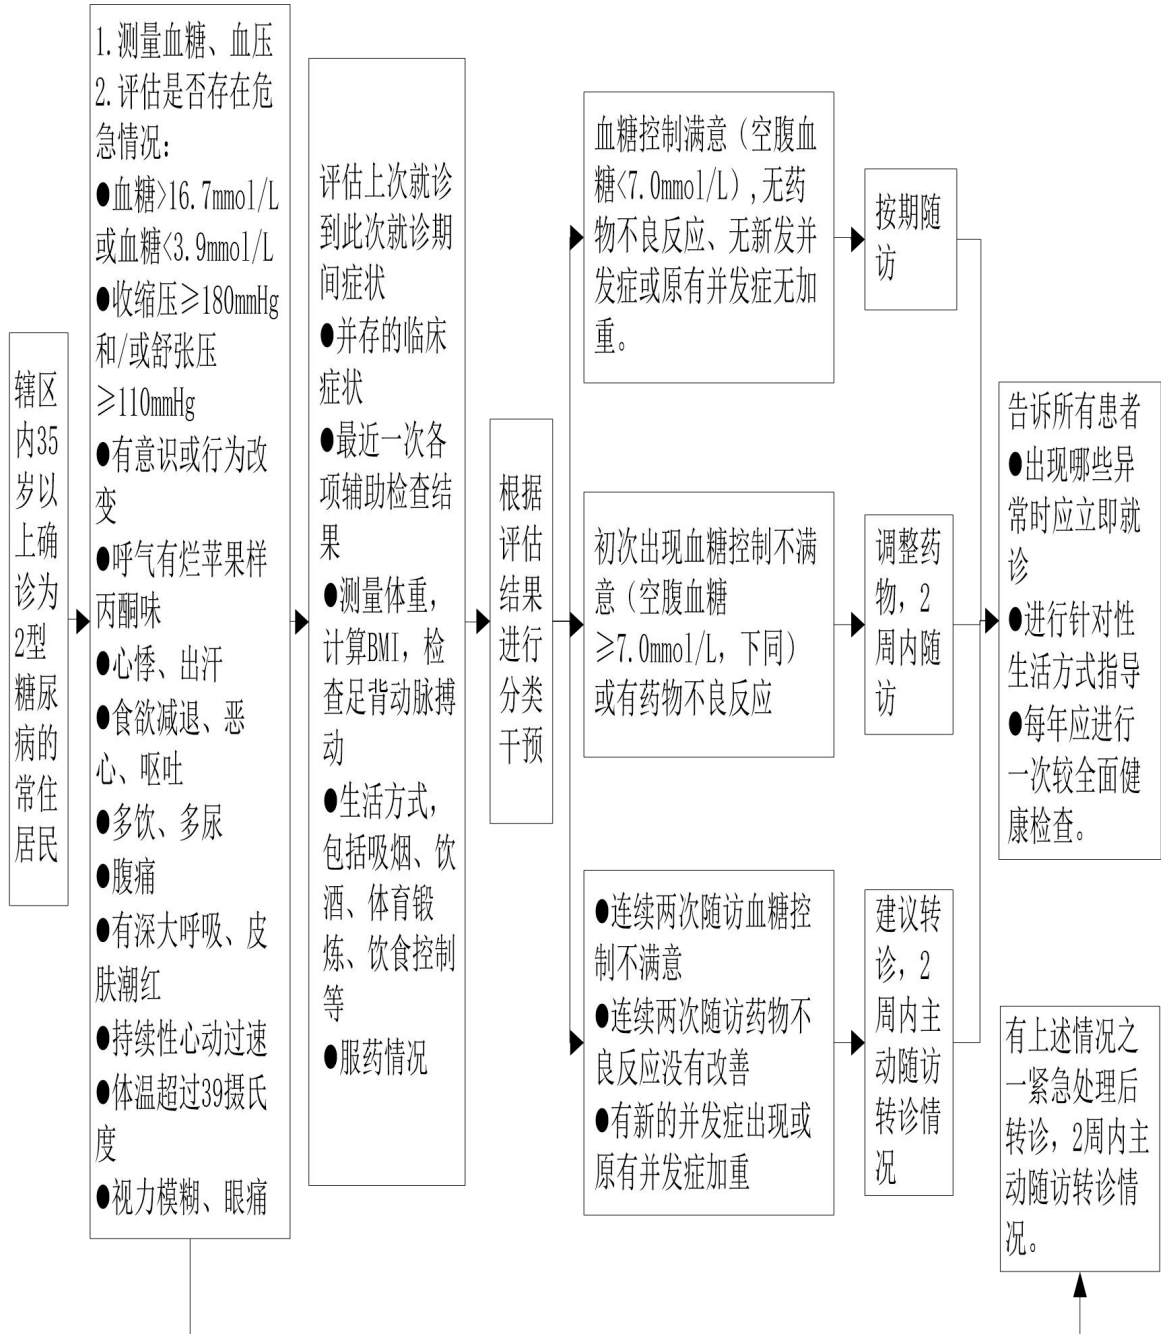 辖区
内35
岁以
上确
诊为
2型
糖尿
病的
常住
居民
1.测量血糖、血压
2.评估是否存在危
急情况：
●血糖>16.7mmol/L
或血糖<3.9mmol/L
●收缩压≥180mmHg
和/或舒张压
≥110mmHg
●有意识或行为改
变
●呼气有烂苹果样
丙酮味
●心悸、出汗
●食欲减退、恶
心、呕吐
●多饮、多尿
●腹痛
●有深大呼吸、皮
肤潮红
●持续性心动过速
●体温超过39摄氏
度
●视力模糊、眼痛
评估上次就诊
到此次就诊期
间症状
●并存的临床
症状
●最近一次各
项辅助检查结
果
●测量体重，
计算BMI，检
查足背动脉搏
动
●生活方式，
包括吸烟、饮
酒、体育锻
炼、饮食控制
等
●服药情况
根据
评估
结果
进行
分类
干预
血糖控制满意（空腹血
糖<7.0mmol/L）,无药
物不良反应、无新发并
发症或原有并发症无加
重。
按期随
访
初次出现血糖控制不满
意（空腹血糖
≥7.0mmol/L，下同）
或有药物不良反应
调整药
物，2
周内随
访
●连续两次随访血糖控
制不满意
●连续两次随访药物不
良反应没有改善
●有新的并发症出现或
原有并发症加重
建议转
诊，2
周内主
动随访
转诊情
况
告诉所有患者
●出现哪些异
常时应立即就
诊
●进行针对性
生活方式指导
●每年应进行
一次较全面健
康检查。
有上述情况之
一紧急处理后
转诊，2周内主
动随访转诊情
况。